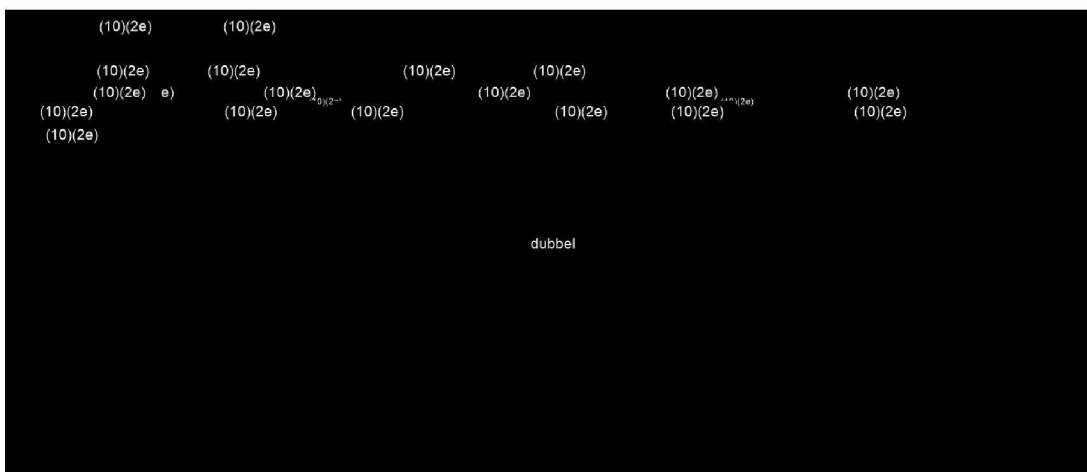 (10)(2e) (10)(2e)
(10)(2e) (10)(2e) (10)(2e) (10)(2e)
(10)(2e) e) (10)(2e) (10)(2e) (10)(2e) (10)(2e)
(10)(2e) (10)(2e) (10)(2e) (10)(2e) (10)(2e) (10)(2e)
(10)(2e)
dubbel